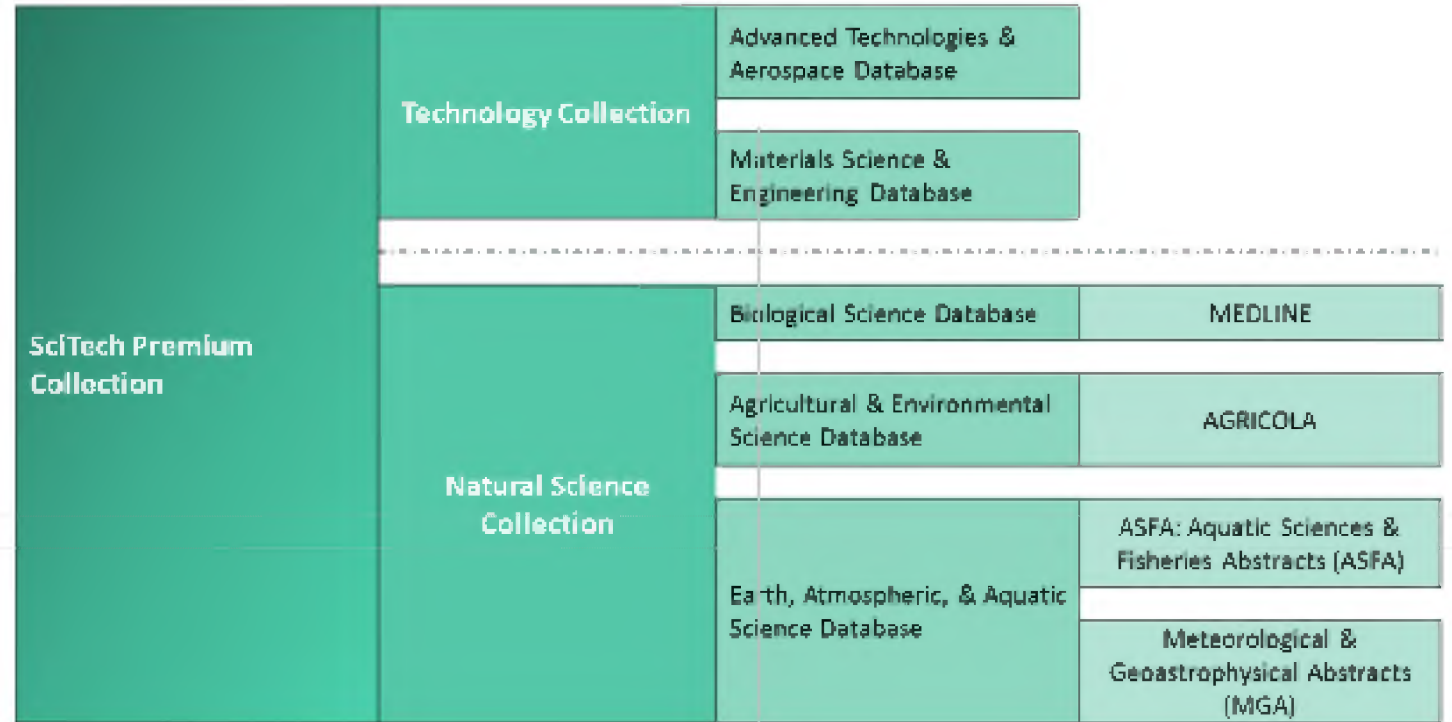 Advanced Technologies &
Aerospace Database
Technology Collection
Materials Science &
Engineering Database
SciTech Premium
Collection
Natural Science
Collection
Biological Science Database
MEDLINE
Agricultural & Environmental
Science Database
AGRICOLA
Earth, Atmospheric, & Aquatic
Science Database
ASFA: Aquatic Sciences &
Fisheries Abstracts (ASFA)
Meteorological &
Geoastrophysical Abstracts
(MGA)